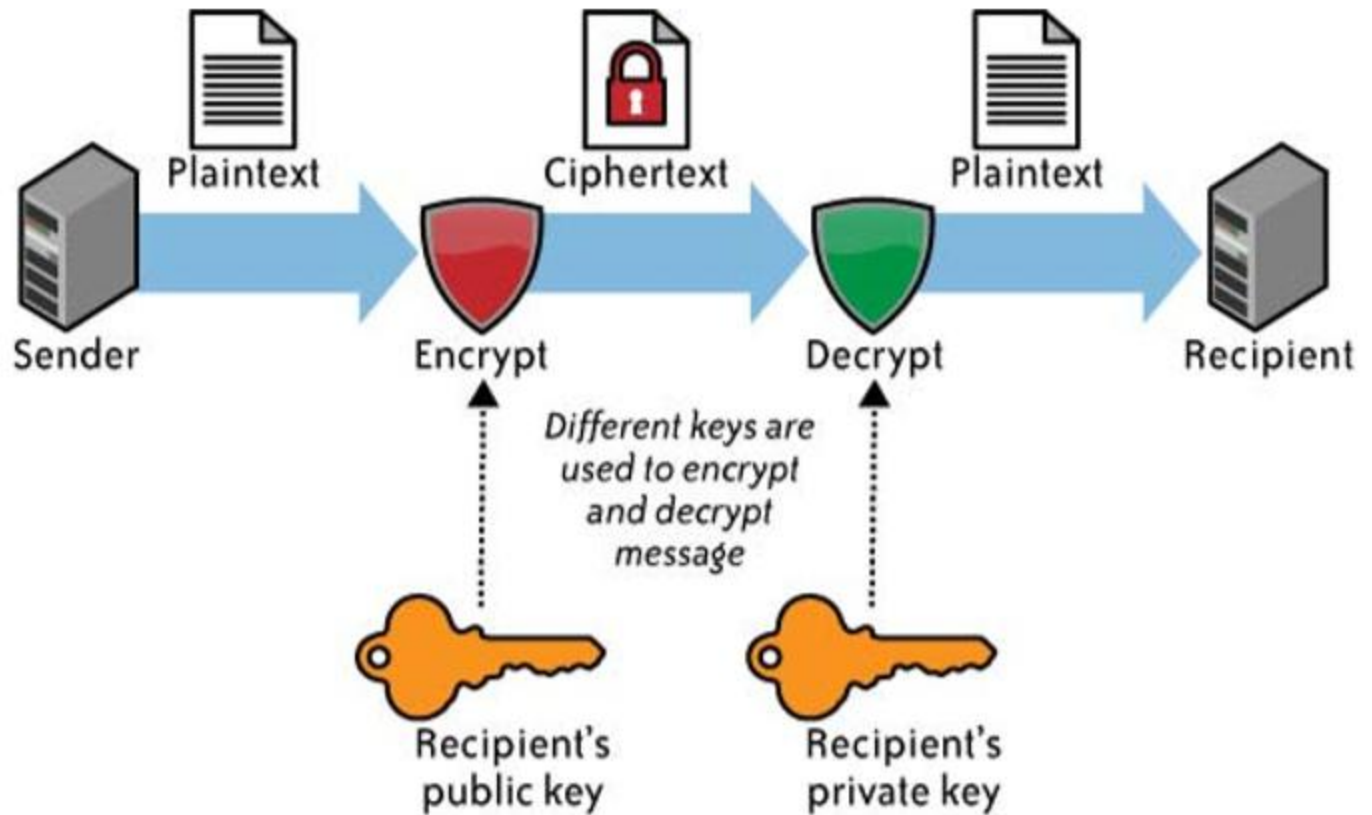 Plaintext
Ciphertext
Plaintext
Sender
Encrypt
Decrypt
Recipient
Different keys are
used to encrypt
and decrypt
message
Recipient's
public key
Recipient's
private key